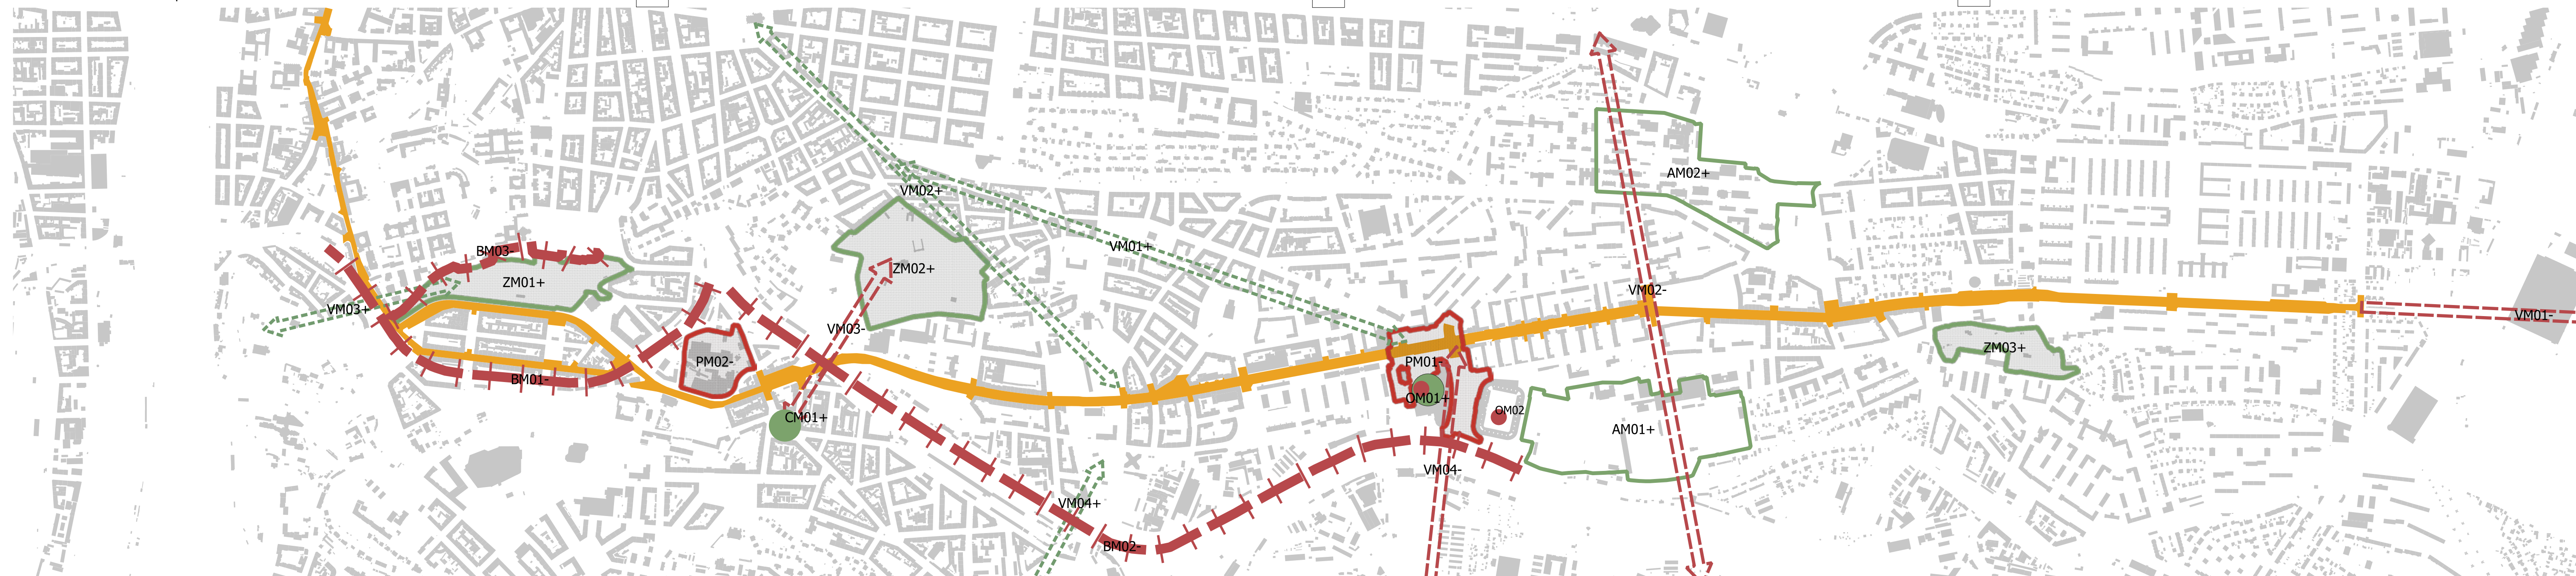 AM02+
VM02+
VM01+
BM03-
ZM02+
ZM01+
VM02-
VM03+
VM01-
VM03-
ZM03+
PM02-
PM01-
BM01-
OM01+
OM02
CM01+
AM01+
VM04-
VM04+
BM02-